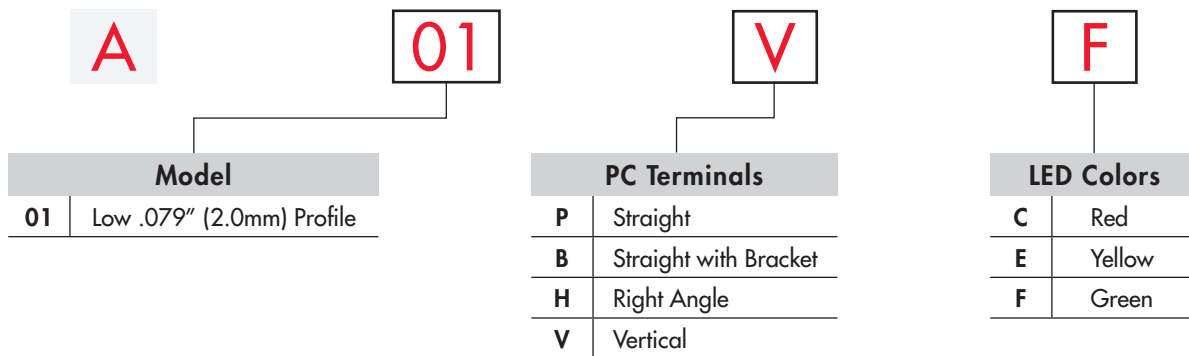 A 01 V F
Model
01 Low .079” (2.0mm) Profile
PC Terminals
P Straight
B Straight with Bracket
H Right Angle
V Vertical
LED Colors
C Red
E Yellow
F Green